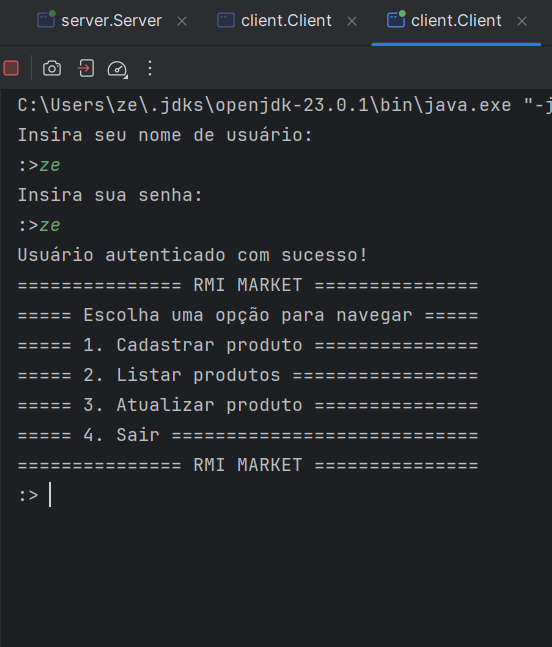 server.Server
client.Client
client.Client
C:\Users\ze\.jdks\openjdk-23.0.1\bin\java.exe "-j
Insira seu nome de usuário:
:>ze
Insira sua senha:
:>ze
Usuário autenticado com sucesso!
=============== RMI MARKET ===============
===== Escolha uma opção para navegar =====
===== 1. Cadastrar produto ===============
===== 2. Listar produtos =================
===== 3. Atualizar produto ===============
===== 4. Sair ============================
=============== RMI MARKET ===============
:>